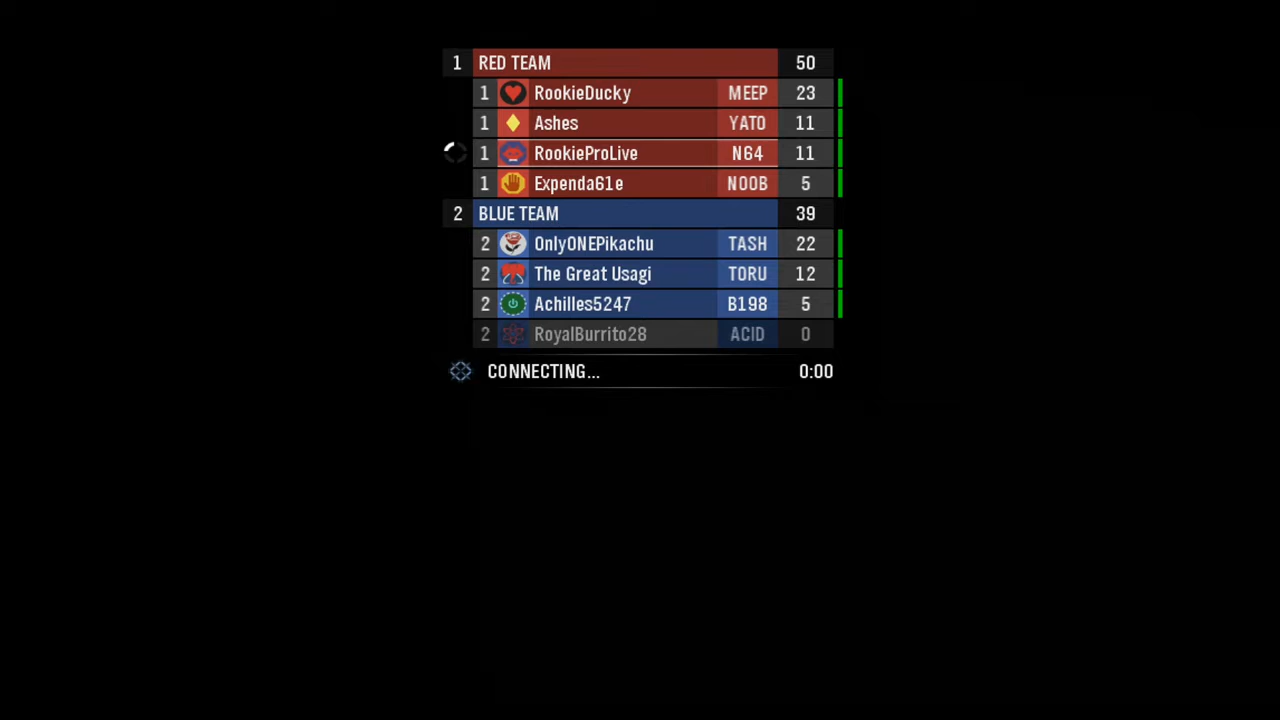 1 RED TEAM 50
1 RookieDucky MEEP 23
1 Ashes YATO 11
1 RookieProLive N64 11
1 Expenda61e NOOB 5
2 BLUE TEAM 39
2 OnlyONEPikachu TASH 22
2 The Great Usagi TORU 12
2 Achilles5247 B198 5
2 RoyalBurrito28 ACID 0
CONNECTING... 0:00